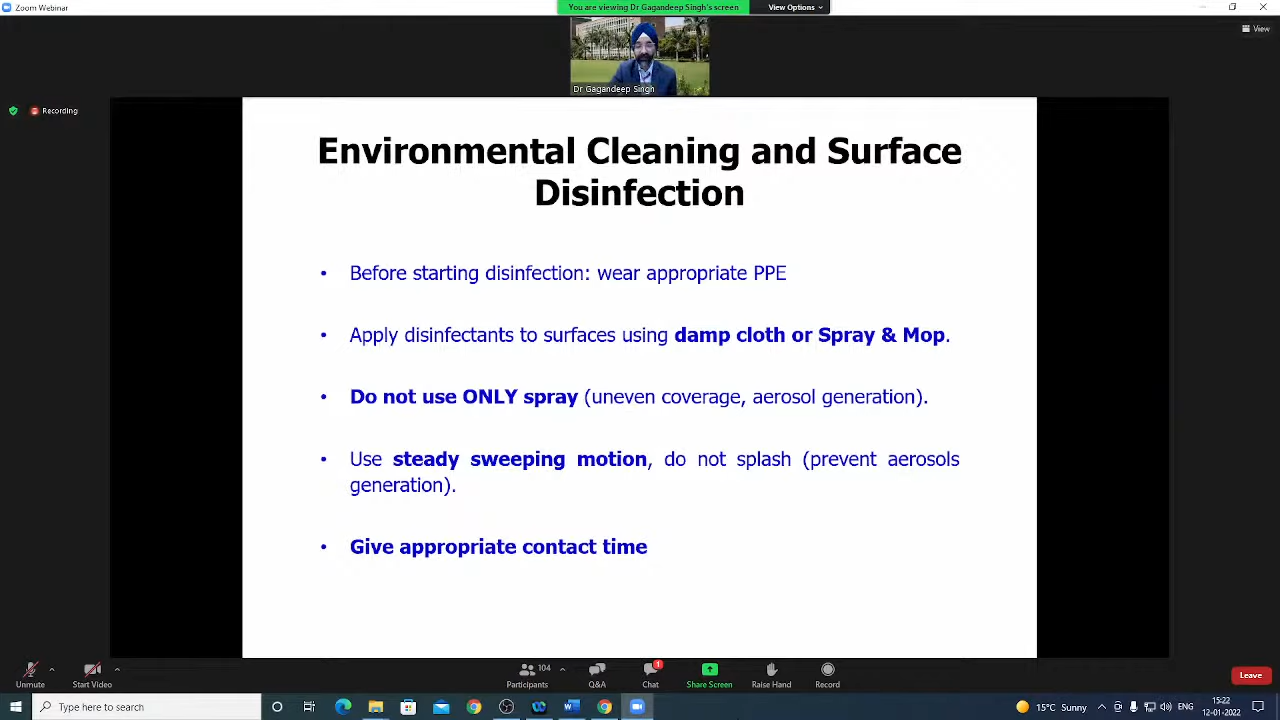 Zoom Webinar
You are viewing Dr Gagandeep Singh's screen
View Options
View
Dr Gagandeep Singh
Recording
Environmental Cleaning and Surface
Disinfection
• Before starting disinfection: wear appropriate PPE
• Apply disinfectants to surfaces using damp cloth or Spray & Mop.
• Do not use ONLY spray (uneven coverage, aerosol generation).
• Use steady sweeping motion, do not splash (prevent aerosols
generation).
• Give appropriate contact time
Unmute
Start Video
104
Participants
Q&A
1
Chat
Share Screen
Raise Hand
Record
Leave
Type here to search
15°C Sunny
ENG
15:22
12-01-2022